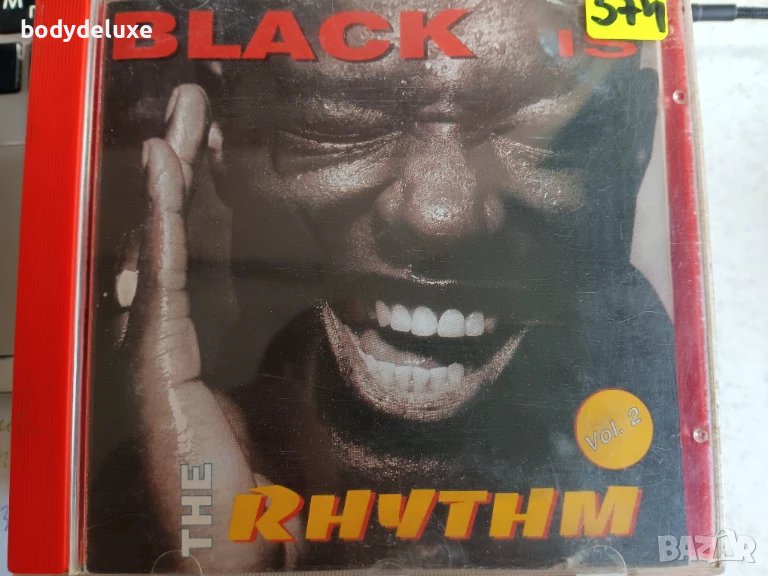 bodydeluxe
574
BLACK IS
Vol. 2
THE RHYTHM
BAZAR